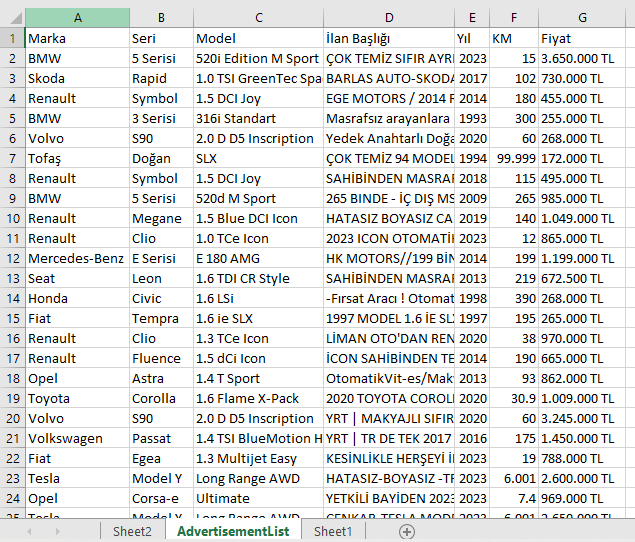 A B C D E F G
1 Marka Seri Model İlan Başlığı Yıl KM Fiyat
2 BMW 5 Serisi 520i Edition M Sport ÇOK TEMİZ SIFIR AYRI 2023 15 3.650.000 TL
3 Skoda Rapid 1.0 TSI GreenTec Spa BARLAS AUTO-SKODA 2017 102 730.000 TL
4 Renault Symbol 1.5 DCI Joy EGE MOTORS / 2014 F 2014 180 455.000 TL
5 BMW 3 Serisi 316i Standart Masrafsız arayanlara 1993 300 255.000 TL
6 Volvo S90 2.0 D D5 Inscription Yedek Anahtarlı Doğa 2020 60 268.000 TL
7 Tofaş Doğan SLX ÇOK TEMİZ 94 MODEL 1994 99.999 172.000 TL
8 Renault Symbol 1.5 DCI Joy SAHİBİNDEN MASRAF 2018 115 495.000 TL
9 BMW 5 Serisi 520d M Sport 265 BINDE - İÇ DIŞ MS 2009 265 985.000 TL
10 Renault Megane 1.5 Blue DCI Icon HATASIZ BOYASIZ CA 2019 140 1.049.000 TL
11 Renault Clio 1.0 TCe Icon 2023 ICON OTOMATİK 2023 12 865.000 TL
12 Mercedes-Benz E Serisi E 180 AMG HK MOTORS//199 BİN 2014 199 1.199.000 TL
13 Seat Leon 1.6 TDI CR Style SAHİBİNDEN MASRAF 2013 219 672.500 TL
14 Honda Civic 1.6 LSi -Fırsat Aracı ! Otomat 1998 390 268.000 TL
15 Fiat Tempra 1.6 ie SLX 1997 MODEL 1.6 İE SLX 1997 195 265.000 TL
16 Renault Clio 1.3 TCe Icon LİMAN OTO'DAN REN 2020 38 970.000 TL
17 Renault Fluence 1.5 dCi Icon İCON SAHİBİNDEN TE 2014 190 665.000 TL
18 Opel Astra 1.4 T Sport OtomatikVit-es/Mak 2013 93 862.000 TL
19 Toyota Corolla 1.6 Flame X-Pack 2020 TOYOTA COROL 2020 30.9 1.009.000 TL
20 Volvo S90 2.0 D D5 Inscription YRT | MAKYAJLI SIFIR 2020 60 3.245.000 TL
21 Volkswagen Passat 1.4 TSI BlueMotion H YRT | TR DE TEK 2017 2016 175 1.450.000 TL
22 Fiat Egea 1.3 Multijet Easy KESİNLİKLE HERŞEYİ İ 2023 19 788.000 TL
23 Tesla Model Y Long Range AWD HATASIZ-BOYASIZ -TR 2023 6.001 2.600.000 TL
24 Opel Corsa-e Ultimate YETKİLİ BAYİDEN 2023 2023 7.4 969.000 TL
25 Tesla Model Y Long Range AWD CENKAR TESLA MODE 2023 6.001 2.650.000 TL
Sheet2 AdvertisementList Sheet1